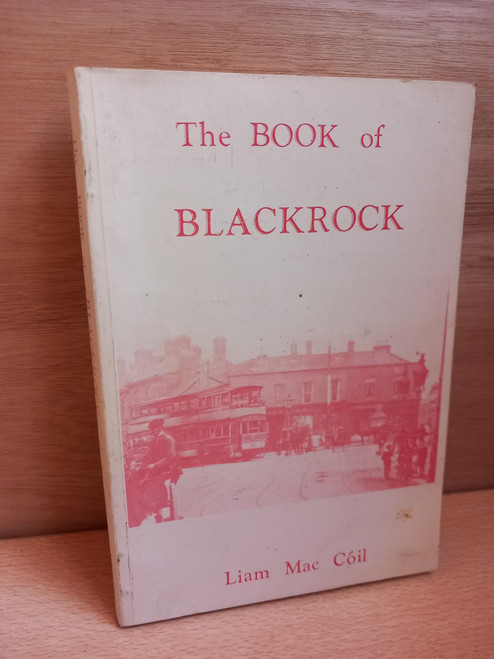 The BOOK of
BLACKROCK
Liam Mac Cóil